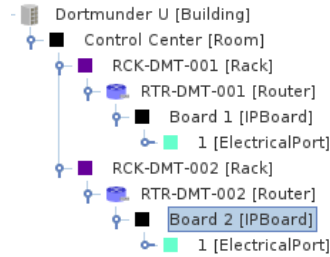 Dortmunder U [Building]
Control Center [Room]
RCK-DMT-001 [Rack]
RTR-DMT-001 [Router]
Board 1 [IPBoard]
1 [ElectricalPort]
RCK-DMT-002 [Rack]
RTR-DMT-002 [Router]
Board 2 [IPBoard]
1 [ElectricalPort]